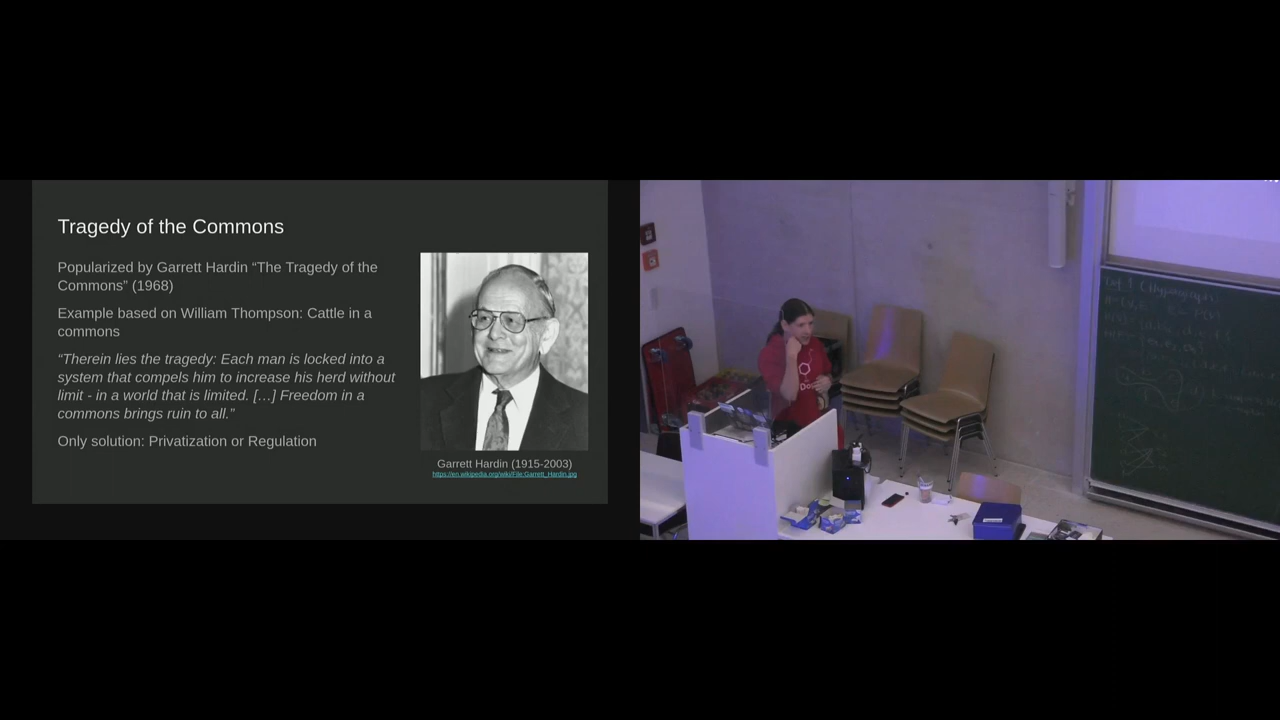 Tragedy of the Commons
Popularized by Garrett Hardin “The Tragedy of the
Commons” (1968)
Example based on William Thompson: Cattle in a
commons
“Therein lies the tragedy: Each man is locked into a
system that compels him to increase his herd without
limit - in a world that is limited. […] Freedom in a
commons brings ruin to all.”
Only solution: Privatization or Regulation
Garrett Hardin (1915-2003)
https://en.wikipedia.org/wiki/File:Garrett_Hardin.jpg